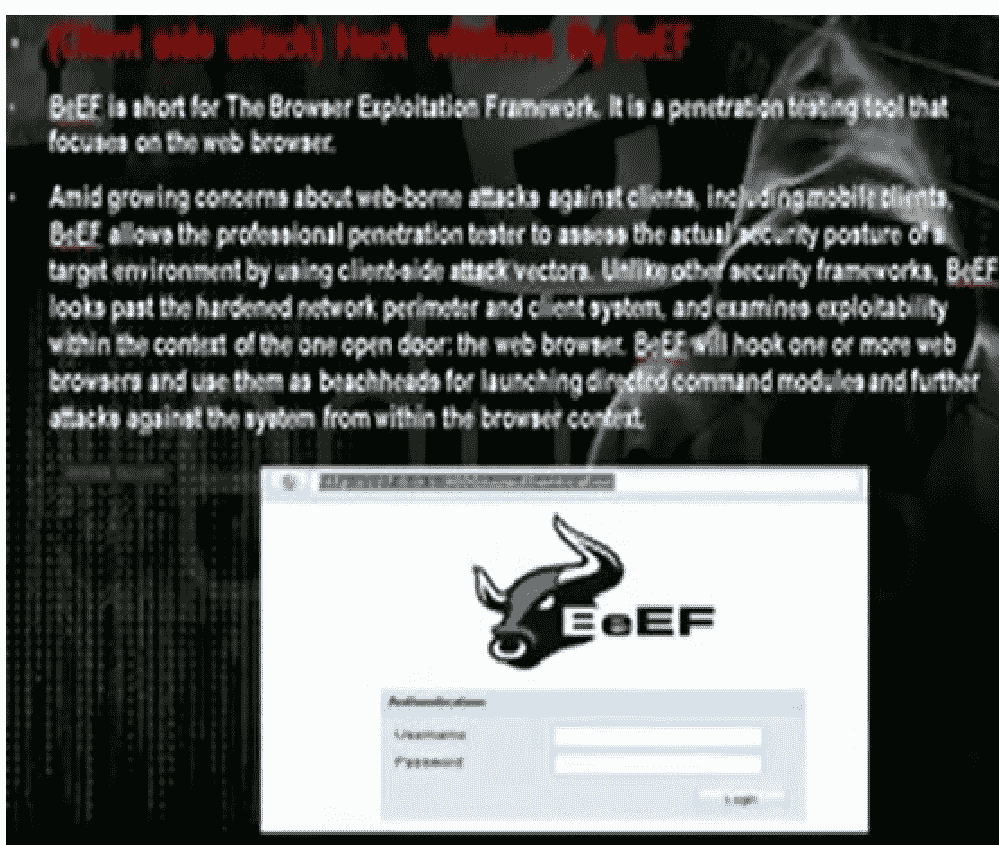 (Client side attack) Hack windows By BeEF
BeEF is short for The Browser Exploitation Framework. It is a penetration testing tool that
focuses on the web browser.
Amid growing concerns about web-borne attacks against clients, including mobile clients,
BeEF allows the professional penetration tester to assess the actual security posture of a
target environment by using client-side attack vectors. Unlike other security frameworks, BeEF
looks past the hardened network perimeter and client system, and examines exploitability
within the context of the one open door: the web browser. BeEF will hook one or more web
browsers and use them as beachheads for launching directed command modules and further
attacks against the system from within the browser context.
BeEF
Authentication
Username
Password
Login